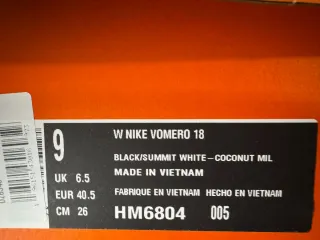 9
W NIKE VOMERO 18
BLACK/SUMMIT WHITE–COCONUT MIL
UK 6.5
MADE IN VIETNAM
EUR 40.5
FABRIQUE EN VIETNAM HECHO EN VIETNAM
CM 26
HM6804 005